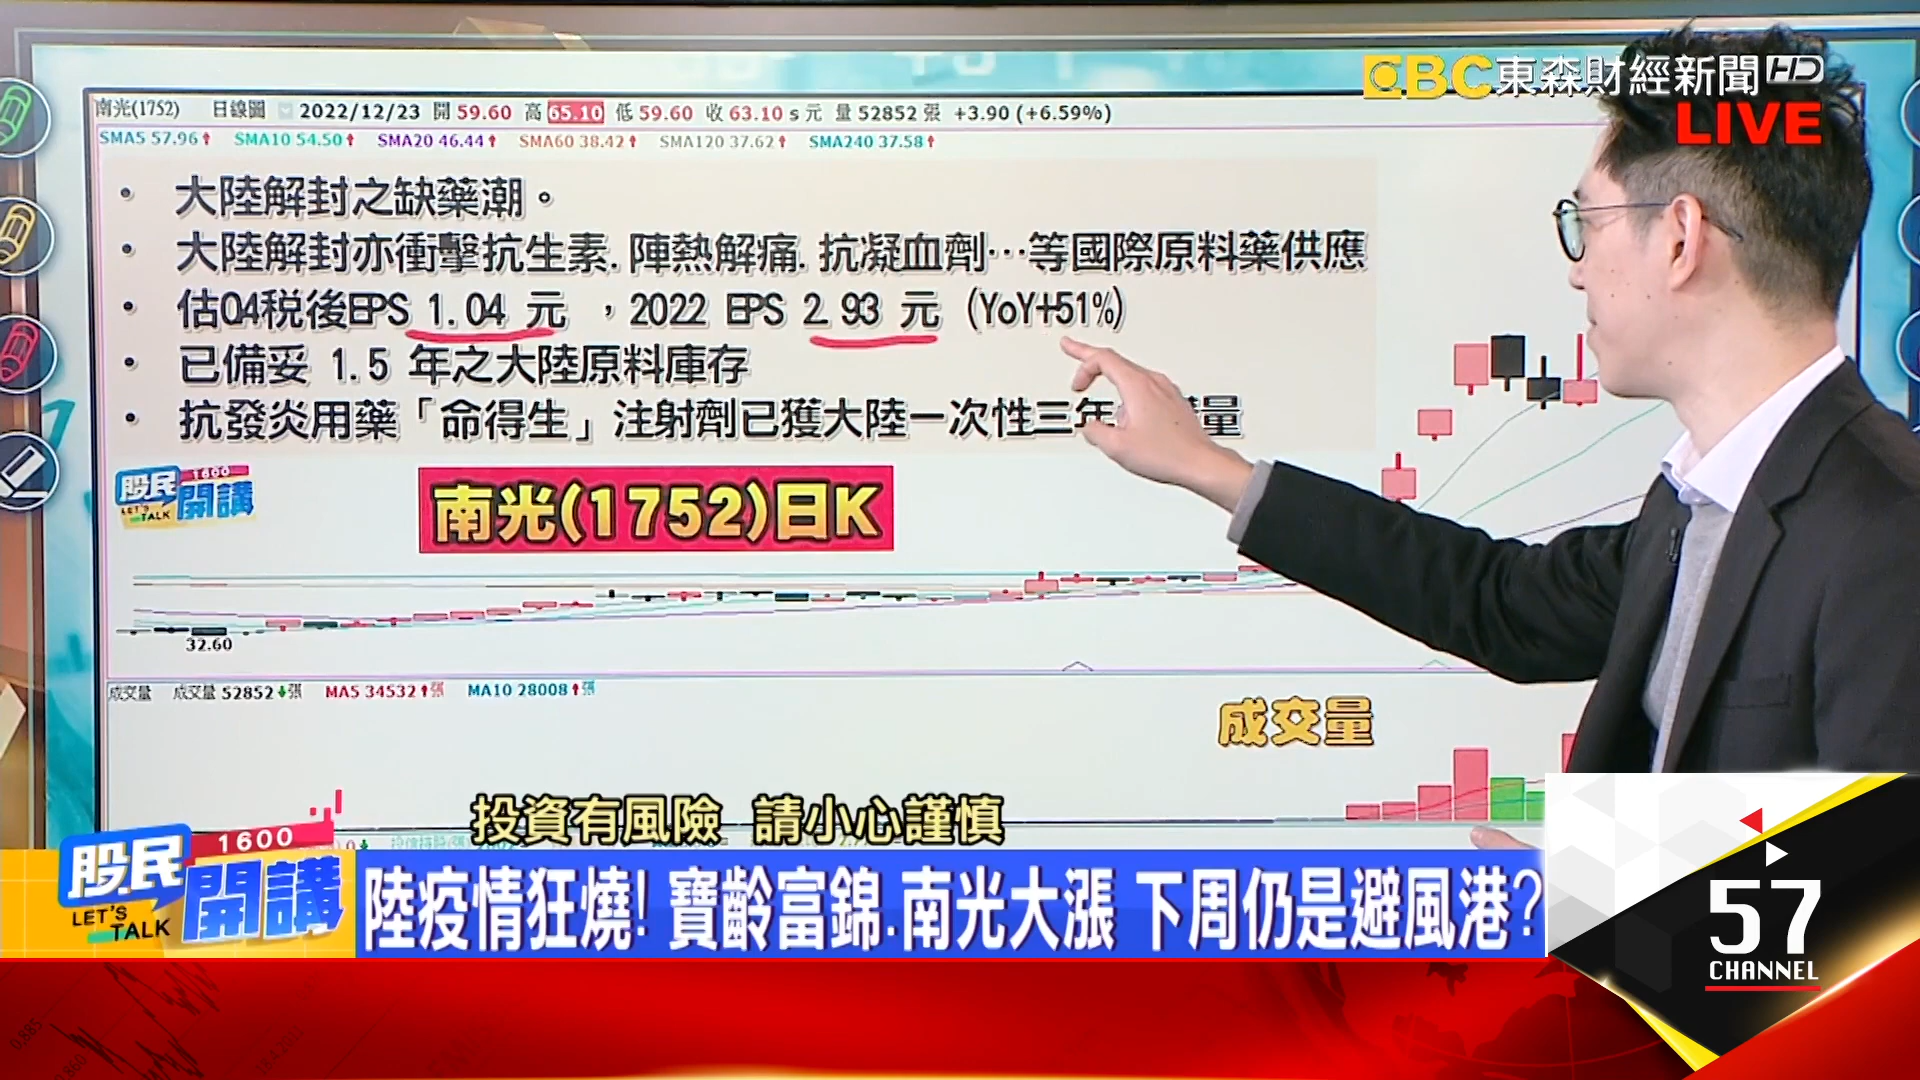 EBC東森財經新聞HD
LIVE
南光(1752) 日線圖 2022/12/23 開 59.60 高 65.10 低 59.60 收 63.10 s 元 量 52852 張 +3.90 (+6.59%)
SMA5 57.96↑ SMA10 54.50↑ SMA20 46.44↑ SMA60 38.42↑ SMA120 37.62↑ SMA240 37.58↑
• 大陸解封之缺藥潮。
• 大陸解封亦衝擊抗生素.陣熱解痛.抗凝血劑…等國際原料藥供應
• 估Q4稅後EPS 1.04 元 ，2022 EPS 2.93 元 (YoY+51%)
• 已備妥 1.5 年之大陸原料庫存
• 抗發炎用藥「命得生」注射劑已獲大陸一次性三年 量
股民開講 1600
LET'S TALK
南光(1752)日K
32.60
成交量 成交量 52852↓張 MA5 34532↑張 MA10 28008↑張
成交量
投資有風險 請小心謹慎
股民開講 1600
LET'S TALK
陸疫情狂燒! 寶齡富錦.南光大漲 下周仍是避風港?
57
CHANNEL
0.885
0.860